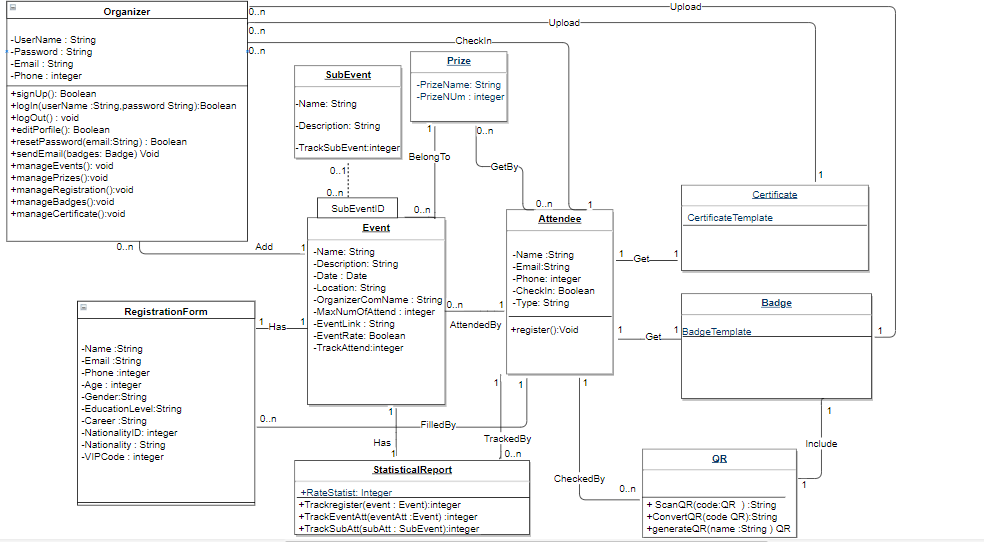 Organizer
-UserName : String
-Password : String
-Email : String
-Phone : integer
+signUp(): Boolean
+logIn(userName :String,password String):Boolean
+logOut() : void
+editPorfile(): Boolean
+resetPassword(email:String) : Boolean
+sendEmail(badges: Badge) Void
+manageEvents(): void
+managePrizes():void
+manageRegistration():void
+manageBadges():void
+manageCertificate():void
0..n
Upload
0..n
Upload
0..n
CheckIn
SubEvent
-Name: String
-Description: String
-TrackSubEvent:integer
Prize
-PrizeName: String
-PrizeNUm : integer
1
0..n
BelongTo
GetBy
0..1
0..n
SubEventID
0..n
0..n
1
1
Certificate
CertificateTemplate
0..n
Add
1
Event
-Name: String
-Description: String
-Date : Date
-Location: String
-OrganizerComName : String
-MaxNumOfAttend : integer
-EventLink : String
-EventRate: Boolean
-TrackAttend:integer
Attendee
-Name :String
-Email:String
-Phone: integer
-CheckIn: Boolean
-Type: String
+register():Void
1
Get
1
0..n
1
AttendedBy
1
Get
1
Badge
BadgeTemplate
1
RegistrationForm
-Name :String
-Email :String
-Phone :integer
-Age : integer
-Gender:String
-EducationLevel:String
-Career :String
-NationalityID: integer
-Nationality : String
-VIPCode : integer
1
Has
1
0..n
FilledBy
1
1
Has
1
1
TrackedBy
0..n
1
CheckedBy
0..n
1
Include
1
StatisticalReport
+RateStatist: Integer
+Trackregister(event : Event):integer
+TrackEventAtt(eventAtt :Event) :integer
+TrackSubAtt(subAtt : SubEvent):integer
QR
+ ScanQR(code:QR ) :String
+ConvertQR(code QR):String
+generateQR(name :String ) QR